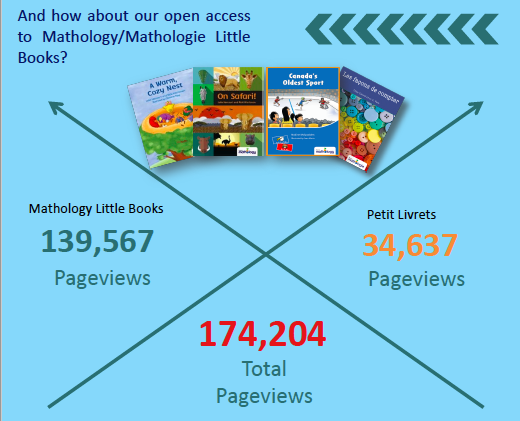 And how about our open access
to Mathology/Mathologie Little
Books?
A Warm,
Cozy Nest
On Safari!
Canada's
Oldest Sport
Les façons de compter
Mathology Little Books
139,567
Pageviews
Petit Livrets
34,637
Pageviews
174,204
Total
Pageviews